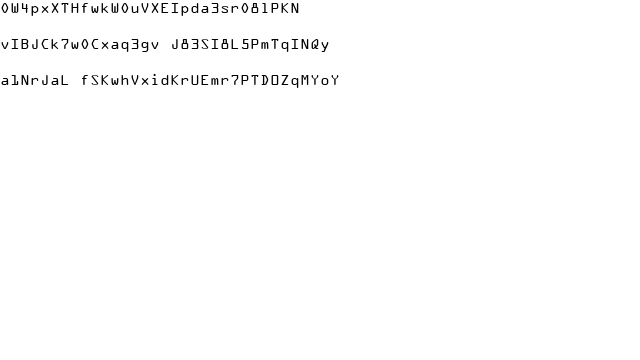 0W4pxXTHfwkW0uVXEIpda3sr08lPKN
vIBJCk7w0Cxaq3gv J83SI8L5PmTqINQy
a1NrJaL fSKwhVxidKrUEmr7PTDOZqMYoY